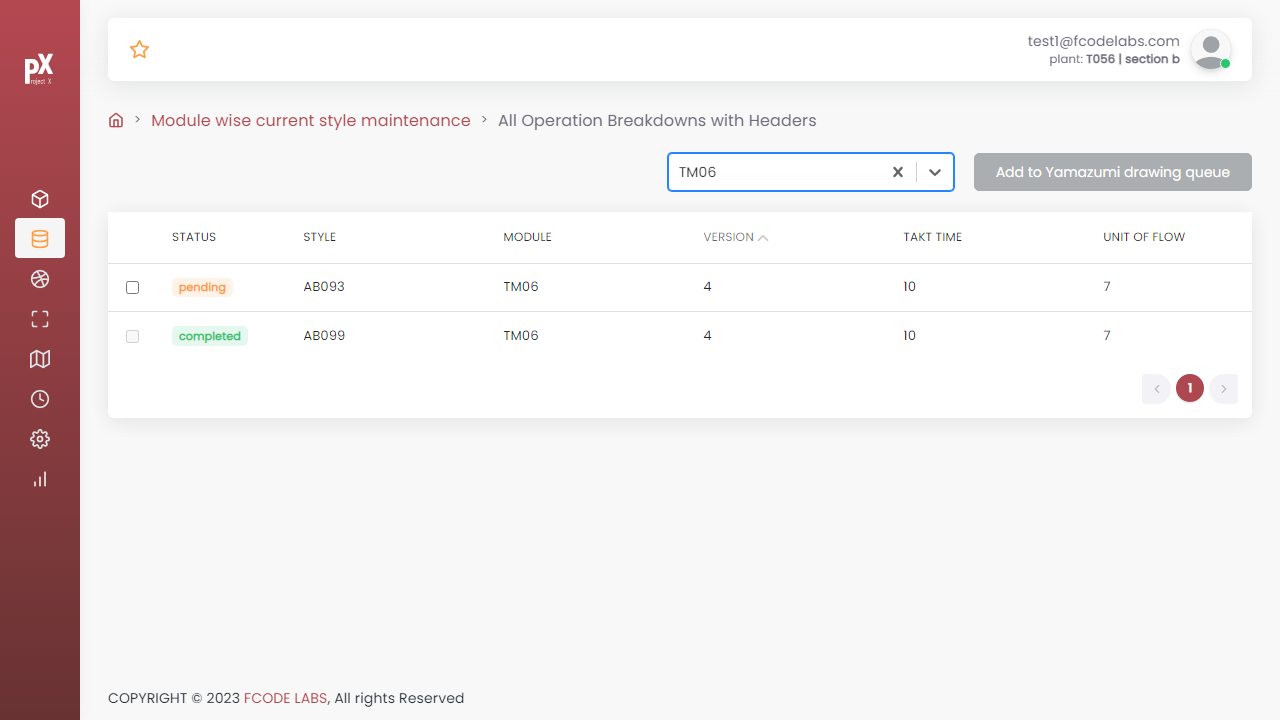 pX
roject X
test1@fcodelabs.com
plant: T056 | section b
> Module wise current style maintenance > All Operation Breakdowns with Headers
TM06
Add to Yamazumi drawing queue
STATUS STYLE MODULE VERSION TAKT TIME UNIT OF FLOW
pending AB093 TM06 4 10 7
completed AB099 TM06 4 10 7
1
COPYRIGHT © 2023 FCODE LABS, All rights Reserved